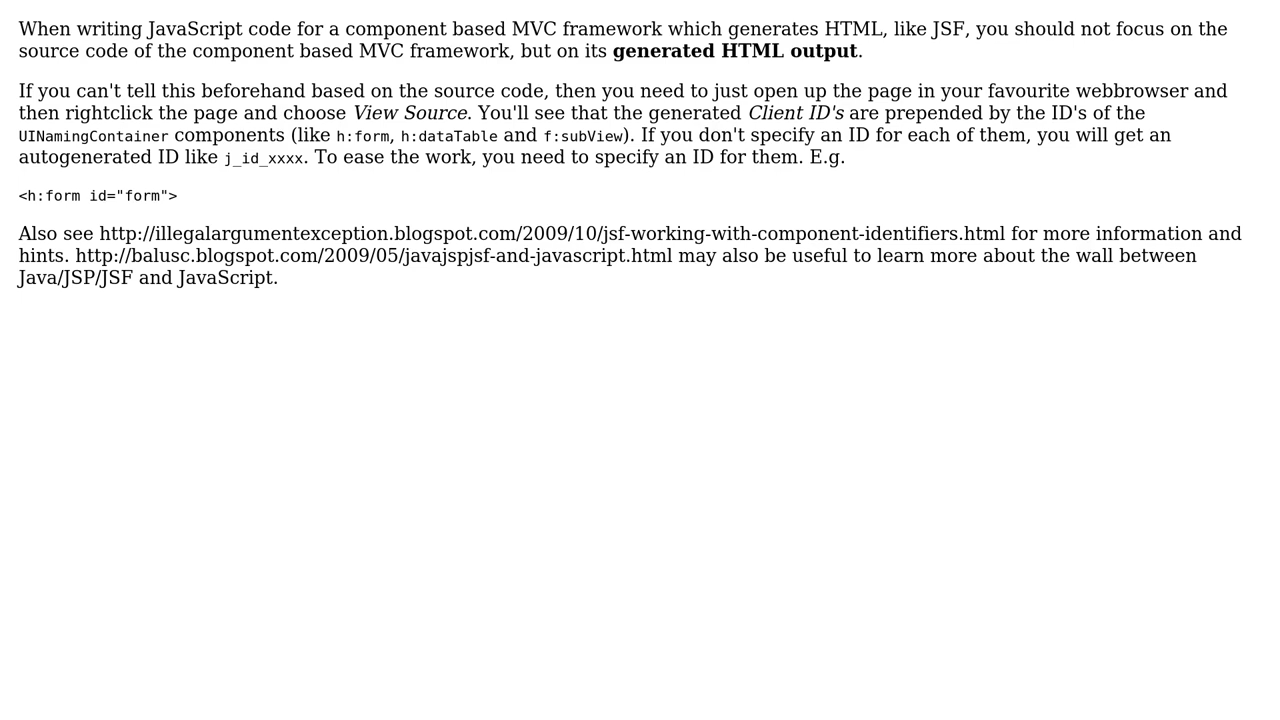 When writing JavaScript code for a component based MVC framework which generates HTML, like JSF, you should not focus on the
source code of the component based MVC framework, but on its generated HTML output.
If you can't tell this beforehand based on the source code, then you need to just open up the page in your favourite webbrowser and
then rightclick the page and choose View Source. You'll see that the generated Client ID's are prepended by the ID's of the
UINamingContainer components (like h:form, h:dataTable and f:subView). If you don't specify an ID for each of them, you will get an
autogenerated ID like j_id_xxxx. To ease the work, you need to specify an ID for them. E.g.
<h:form id="form">
Also see http://illegalargumentexception.blogspot.com/2009/10/jsf-working-with-component-identifiers.html for more information and
hints. http://balusc.blogspot.com/2009/05/javajspjsf-and-javascript.html may also be useful to learn more about the wall between
Java/JSP/JSF and JavaScript.